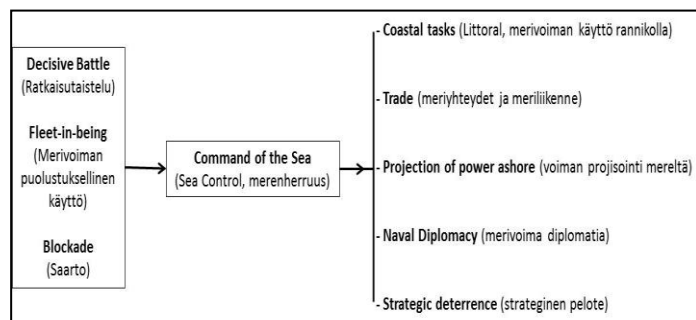 Decisive Battle
(Ratkaisutaistelu)
Fleet-in-being
(Merivoiman
puolustuksellinen
käyttö)
Blockade
(Saarto)
Command of the Sea
(Sea Control, merenherruus)
- Coastal tasks (Littoral, merivoiman käyttö rannikolla)
- Trade (meriyhteydet ja meriliikenne)
- Projection of power ashore (voiman projisointi mereltä)
- Naval Diplomacy (merivoima diplomatia)
- Strategic deterrence (strateginen pelote)